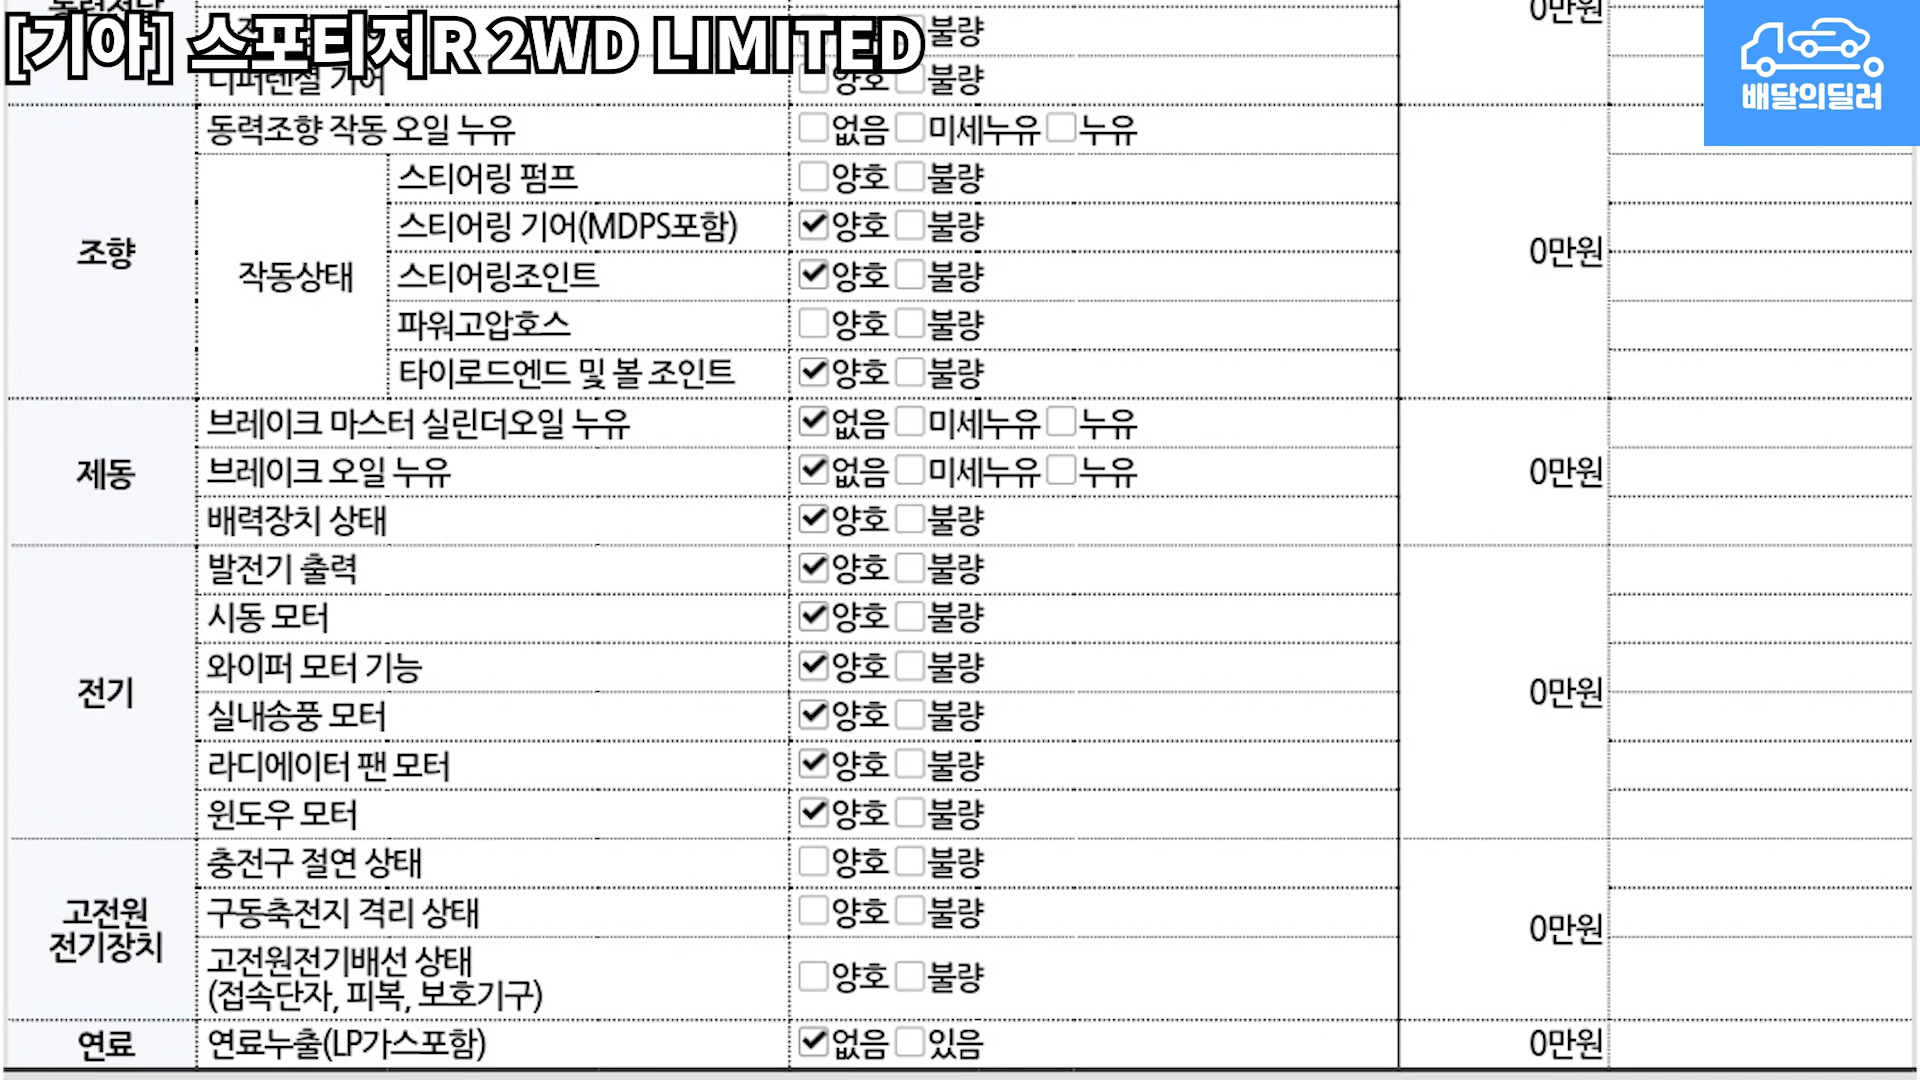 [기아] 스포티지R 2WD LIMITED
배달의딜러
동력전달
0만원
불량
디퍼렌셜 기어 양호 불량
조향
동력조향 작동 오일 누유 없음 미세누유 누유
작동상태
스티어링 펌프 양호 불량
스티어링 기어(MDPS포함) 양호 불량
0만원
스티어링조인트 양호 불량
파워고압호스 양호 불량
타이로드엔드 및 볼 조인트 양호 불량
제동
브레이크 마스터 실린더오일 누유 없음 미세누유 누유
브레이크 오일 누유 없음 미세누유 누유
0만원
배력장치 상태 양호 불량
전기
발전기 출력 양호 불량
시동 모터 양호 불량
와이퍼 모터 기능 양호 불량
0만원
실내송풍 모터 양호 불량
라디에이터 팬 모터 양호 불량
윈도우 모터 양호 불량
고전원
전기장치
충전구 절연 상태 양호 불량
구동축전지 격리 상태 양호 불량
0만원
고전원전기배선 상태
(접속단자, 피복, 보호기구) 양호 불량
연료 연료누출(LP가스포함) 없음 있음 0만원